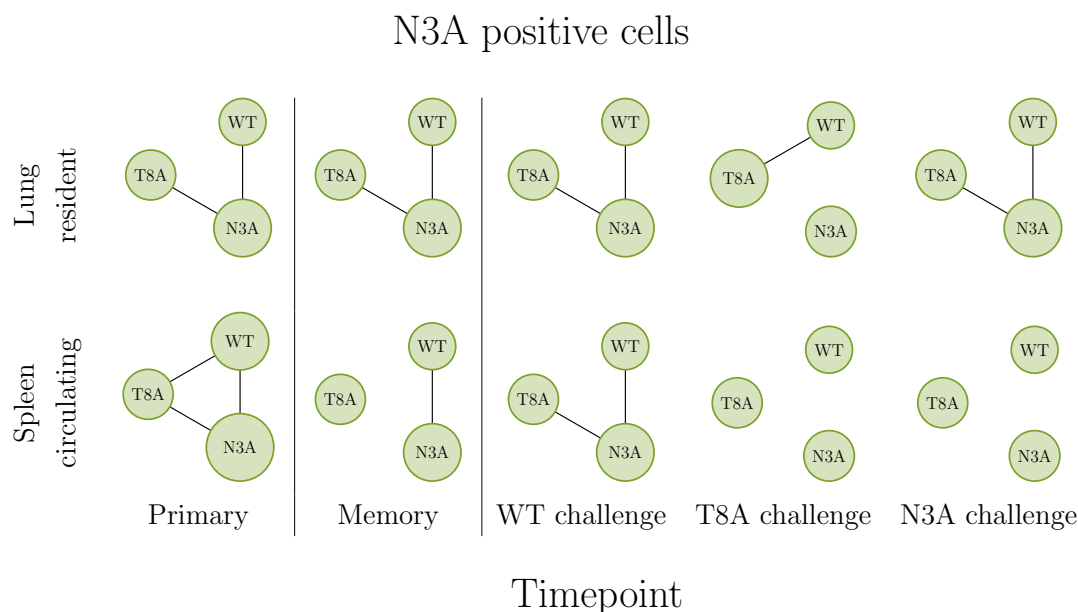 N3A positive cells
Lung
resident
WT
T8A
N3A
WT
T8A
N3A
WT
T8A
N3A
WT
T8A
N3A
WT
T8A
N3A
Spleen
circulating
WT
T8A
N3A
WT
T8A
N3A
WT
T8A
N3A
WT
T8A
N3A
WT
T8A
N3A
Primary
Memory
WT challenge
T8A challenge
N3A challenge
Timepoint